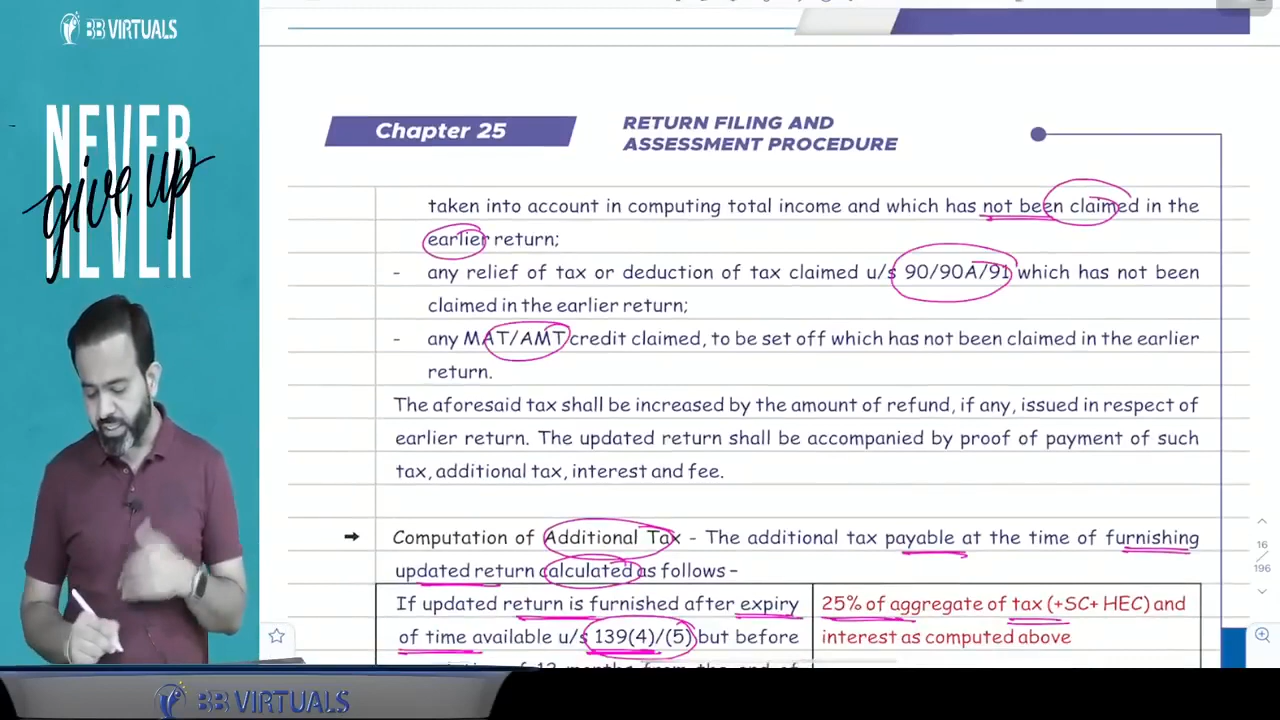 BB VIRTUALS
NEVER
give up
NEVER
Chapter 25
RETURN FILING AND
ASSESSMENT PROCEDURE
taken into account in computing total income and which has not been claimed in the
earlier return;
- any relief of tax or deduction of tax claimed u/s 90/90A/91 which has not been
claimed in the earlier return;
- any MAT/AMT credit claimed, to be set off which has not been claimed in the earlier
return.
The aforesaid tax shall be increased by the amount of refund, if any, issued in respect of
earlier return. The updated return shall be accompanied by proof of payment of such
tax, additional tax, interest and fee.
➔ Computation of Additional Tax - The additional tax payable at the time of furnishing
updated return calculated as follows –
If updated return is furnished after expiry
of time available u/s 139(4)/(5) but before
25% of aggregate of tax (+SC+ HEC) and
interest as computed above
12 months from the end of
16
196
BB VIRTUALS